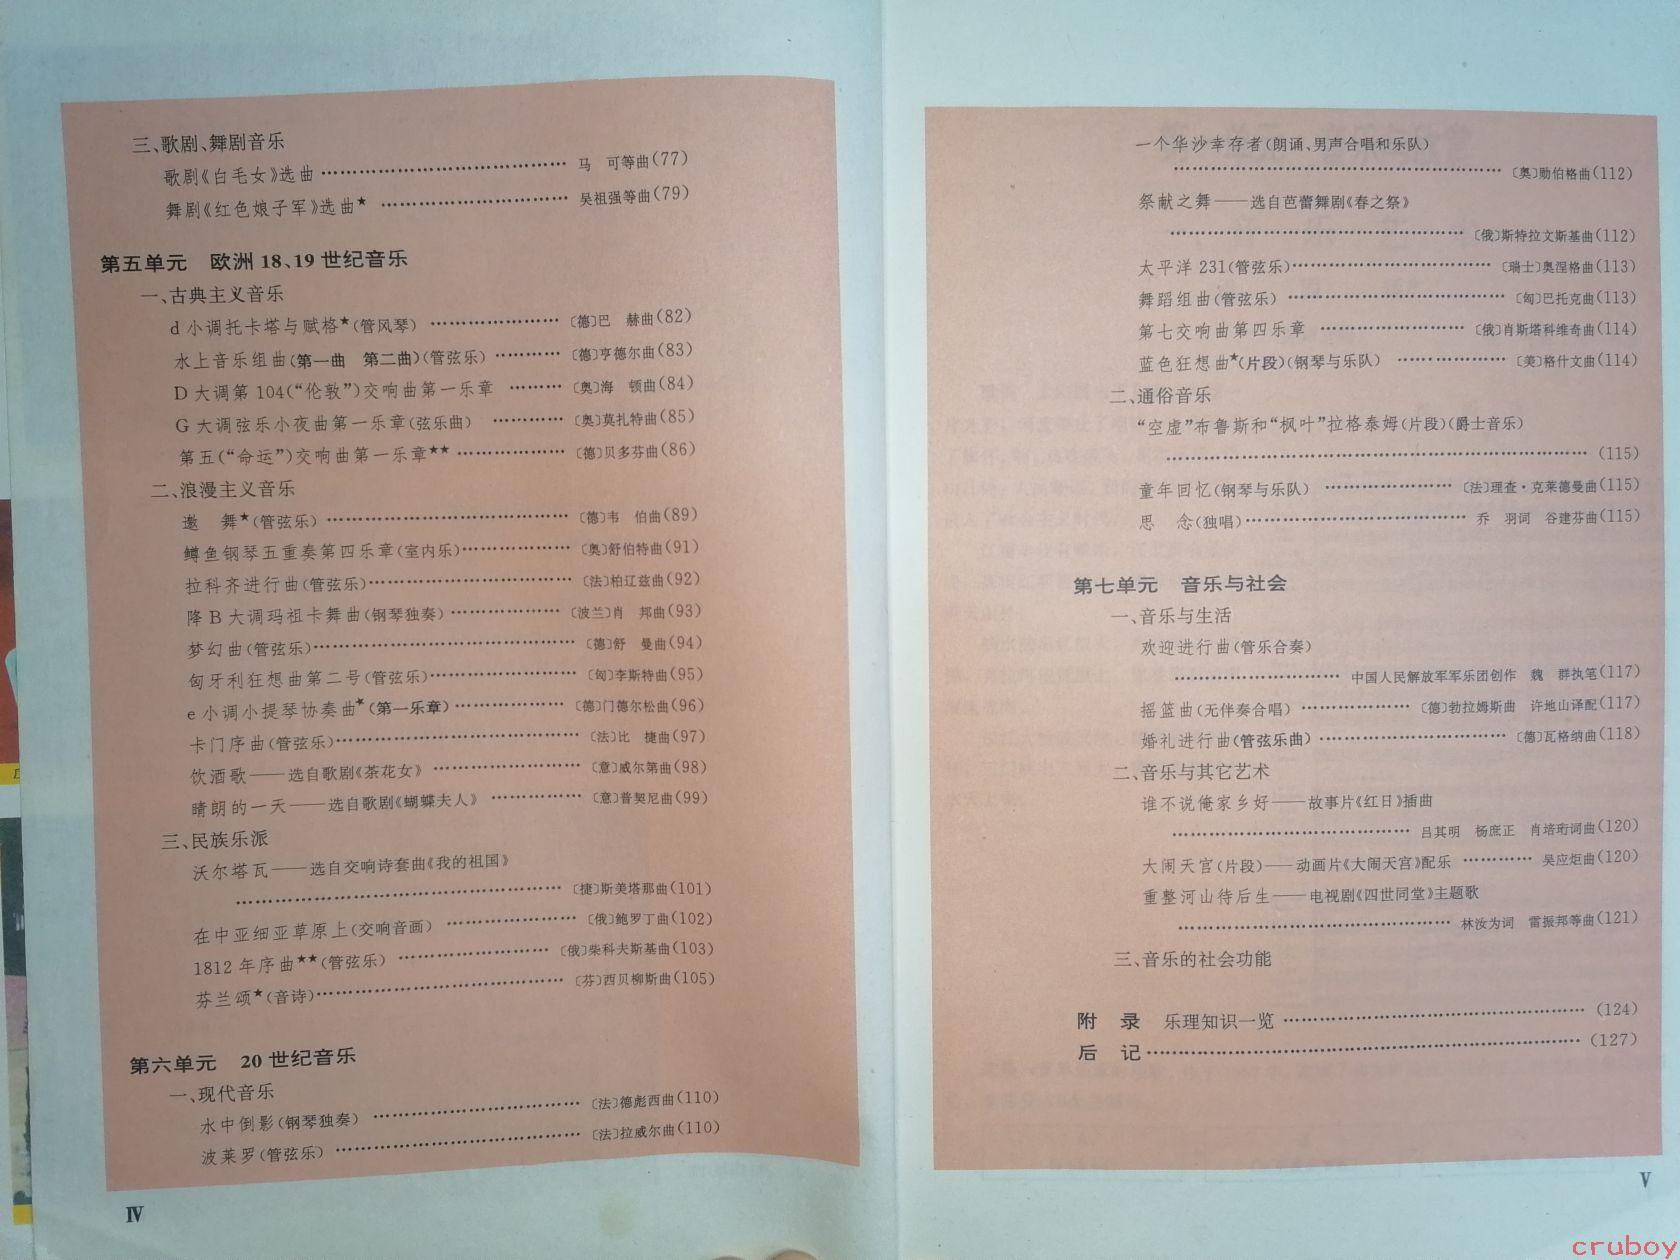 三、歌剧、舞剧音乐
歌剧《白毛女》选曲 …………………… 马 可等曲(77)
舞剧《红色娘子军》选曲★ …………………… 吴祖强等曲(79)
第五单元 欧洲 18、19 世纪音乐
一、古典主义音乐
d 小调托卡塔与赋格★(管风琴) …………………… 〔德〕巴 赫曲(82)
水上音乐组曲(第一曲 第二曲)(管弦乐) ………… 〔德〕亨德尔曲(83)
D 大调第 104(“伦敦”)交响曲第一乐章 ……… 〔奥〕海 顿曲(84)
G 大调弦乐小夜曲第一乐章(弦乐曲) ………… 〔奥〕莫扎特曲(85)
第五(“命运”)交响曲第一乐章★★ ……………… 〔德〕贝多芬曲(86)
二、浪漫主义音乐
邀 舞★(管弦乐) …………………… 〔德〕韦 伯曲(89)
鳟鱼钢琴五重奏第四乐章(室内乐)……………… 〔奥〕舒伯特曲(91)
拉科齐进行曲(管弦乐)…………………… 〔法〕柏辽兹曲(92)
降 B 大调玛祖卡舞曲(钢琴独奏) ……………… 〔波兰〕肖 邦曲(93)
梦幻曲(管弦乐)…………………… 〔德〕舒 曼曲(94)
匈牙利狂想曲第二号(管弦乐)…………………… 〔匈〕李斯特曲(95)
e 小调小提琴协奏曲★(第一乐章) ……………… 〔德〕门德尔松曲(96)
卡门序曲(管弦乐)…………………… 〔法〕比 捷曲(97)
饮酒歌——选自歌剧《茶花女》 …………………… 〔意〕威尔第曲(98)
晴朗的一天——选自歌剧《蝴蝶夫人》 …………… 〔意〕普契尼曲(99)
三、民族乐派
沃尔塔瓦——选自交响诗套曲《我的祖国》
…………………… 〔捷〕斯美塔那曲(101)
在中亚细亚草原上(交响音画) …………………… 〔俄〕鲍罗丁曲(102)
1812 年序曲★★(管弦乐) …………………… 〔俄〕柴科夫斯基曲(103)
芬兰颂★(音诗)…………………… 〔芬〕西贝柳斯曲(105)
第六单元 20 世纪音乐
一、现代音乐
水中倒影(钢琴独奏) …………………… 〔法〕德彪西曲(110)
波莱罗(管弦乐) …………………… 〔法〕拉威尔曲(110)
Ⅳ
一个华沙幸存者(朗诵、男声合唱和乐队)
…………………… 〔奥〕勋伯格曲(112)
祭献之舞——选自芭蕾舞剧《春之祭》
…………………… 〔俄〕斯特拉文斯基曲(112)
太平洋 231(管弦乐)…………………… 〔瑞士〕奥涅格曲(113)
舞蹈组曲(管弦乐) …………………… 〔匈〕巴托克曲(113)
第七交响曲第四乐章 …………………… 〔俄〕肖斯塔科维奇曲(114)
蓝色狂想曲★(片段)(钢琴与乐队) ……………… 〔美〕格什文曲(114)
二、通俗音乐
“空虚”布鲁斯和“枫叶”拉格泰姆(片段)(爵士音乐)
…………………… (115)
童年回忆(钢琴与乐队) ………………… 〔法〕理查·克莱德曼曲(115)
思 念(独唱)…………………… 乔 羽词 谷建芬曲(115)
第七单元 音乐与社会
一、音乐与生活
欢迎进行曲(管乐合奏)
…………………… 中国人民解放军军乐团创作 魏 群执笔(117)
摇篮曲(无伴奏合唱) ……………… 〔德〕勃拉姆斯曲 许地山译配(117)
婚礼进行曲(管弦乐曲) …………………… 〔德〕瓦格纳曲(118)
二、音乐与其它艺术
谁不说俺家乡好——故事片《红日》插曲
…………………… 吕其明 杨庶正 肖培珩词曲(120)
大闹天宫(片段)——动画片《大闹天宫》配乐 ………… 吴应炬曲(120)
重整河山待后生——电视剧《四世同堂》主题歌
…………………… 林汝为词 雷振邦等曲(121)
三、音乐的社会功能
附 录 乐理知识一览 …………………… (124)
后 记…………………… (127)
Ⅴ
cruboy